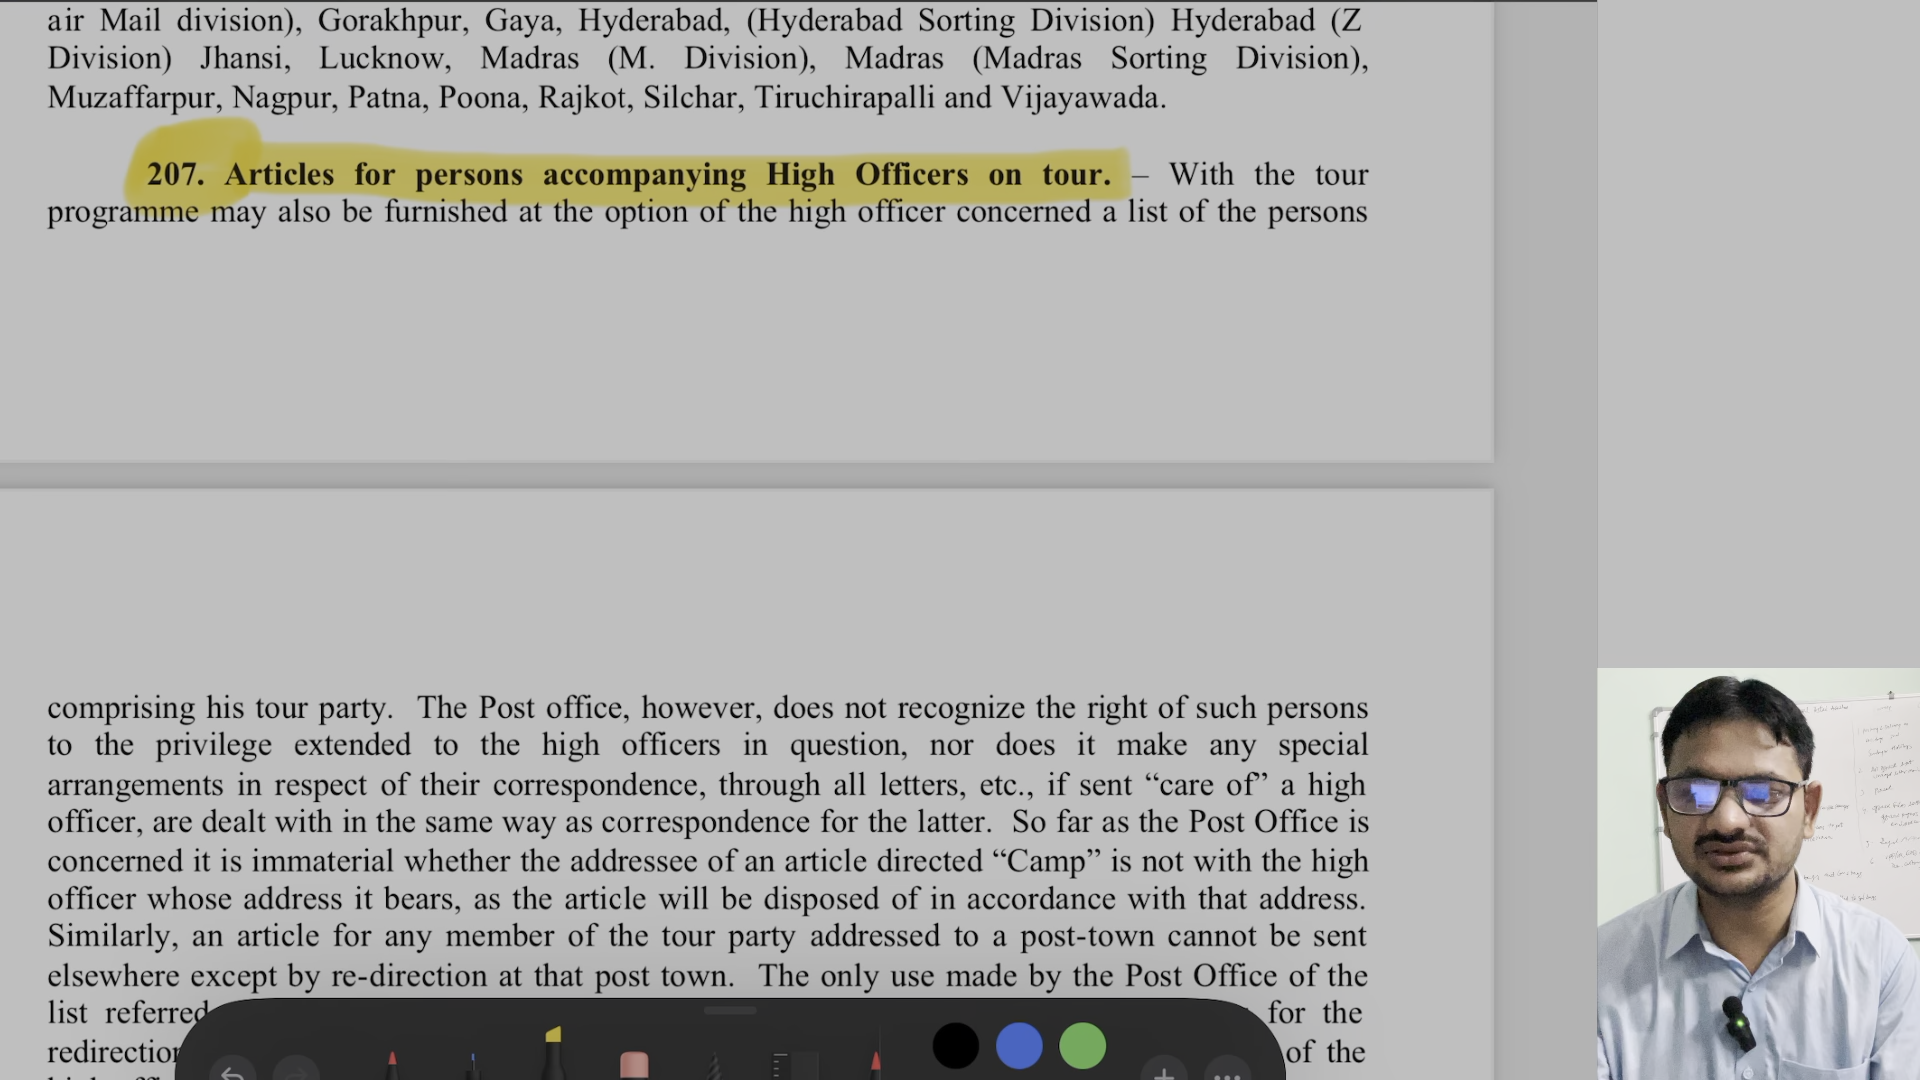 air Mail division), Gorakhpur, Gaya, Hyderabad, (Hyderabad Sorting Division) Hyderabad (Z
Division) Jhansi, Lucknow, Madras (M. Division), Madras (Madras Sorting Division),
Muzaffarpur, Nagpur, Patna, Poona, Rajkot, Silchar, Tiruchirapalli and Vijayawada.
207. Articles for persons accompanying High Officers on tour. – With the tour
programme may also be furnished at the option of the high officer concerned a list of the persons
comprising his tour party. The Post office, however, does not recognize the right of such persons
to the privilege extended to the high officers in question, nor does it make any special
arrangements in respect of their correspondence, through all letters, etc., if sent “care of” a high
officer, are dealt with in the same way as correspondence for the latter. So far as the Post Office is
concerned it is immaterial whether the addressee of an article directed “Camp” is not with the high
officer whose address it bears, as the article will be disposed of in accordance with that address.
Similarly, an article for any member of the tour party addressed to a post-town cannot be sent
elsewhere except by re-direction at that post town. The only use made by the Post Office of the
list referred for the
of the